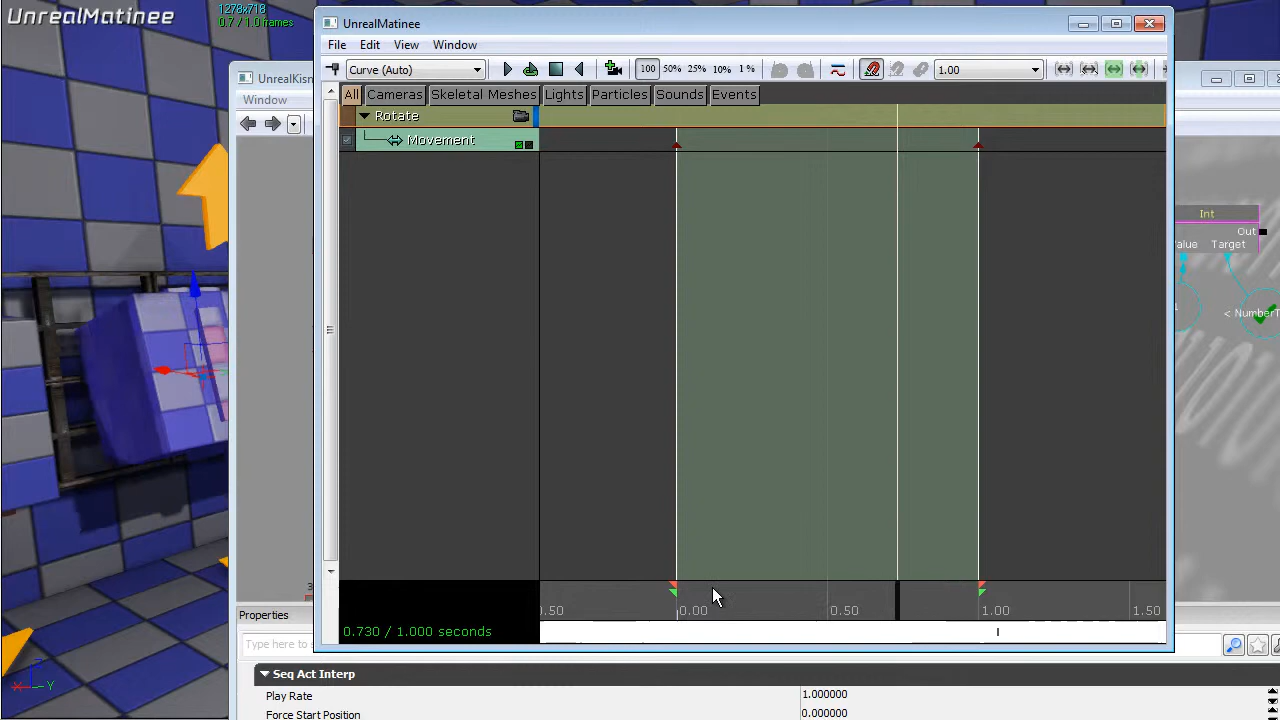 UnrealMatinee
1278x718
0.7 / 1.0 frames
UnrealMatinee
File Edit View Window
Curve (Auto) 100 50% 25% 10% 1 % 1.00
UnrealKism
Window
All Cameras Skeletal Meshes Lights Particles Sounds Events
Rotate
Movement
Int
Out
Value Target
< NumberT
.50 0.00 0.50 1.00 1.50
0.730 / 1.000 seconds
Properties
Type here to s
Seq Act Interp
Play Rate 1.000000
Force Start Position 0.000000
X Y Z